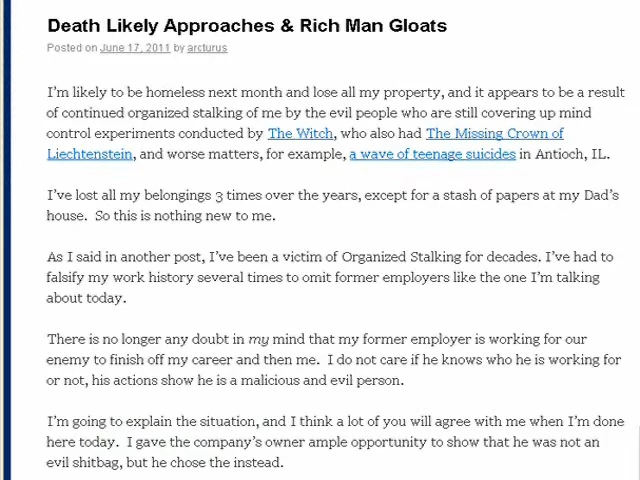 Death Likely Approaches & Rich Man Gloats
Posted on June 17, 2011 by arcturus
I'm likely to be homeless next month and lose all my property, and it appears to be a result
of continued organized stalking of me by the evil people who are still covering up mind
control experiments conducted by The Witch, who also had The Missing Crown of
Liechtenstein, and worse matters, for example, a wave of teenage suicides in Antioch, IL.
I've lost all my belongings 3 times over the years, except for a stash of papers at my Dad's
house.  So this is nothing new to me.
As I said in another post, I've been a victim of Organized Stalking for decades. I've had to
falsify my work history several times to omit former employers like the one I'm talking
about today.
There is no longer any doubt in my mind that my former employer is working for our
enemy to finish off my career and then me.  I do not care if he knows who he is working for
or not, his actions show he is a malicious and evil person.
I'm going to explain the situation, and I think a lot of you will agree with me when I'm done
here today.  I gave the company's owner ample opportunity to show that he was not an
evil shitbag, but he chose the instead.